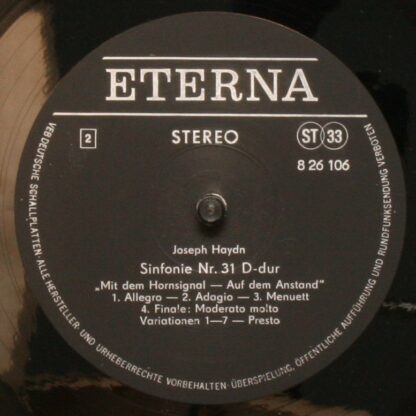 ETERNA
2
STEREO
ST 33
8 26 106
Joseph Haydn
Sinfonie Nr. 31 D-dur
„Mit dem Hornsignal — Auf dem Anstand“
1. Allegro — 2. Adagio — 3. Menuett
4. Finale: Moderato molto
Variationen 1—7 — Presto
VEB DEUTSCHE SCHALLPLATTEN · ALLE HERSTELLER- UND URHEBERRECHTE VORBEHALTEN · ÜBERSPIELUNG, ÖFFENTLICHE AUFFÜHRUNG UND RUNDFUNKSENDUNG VERBOTEN